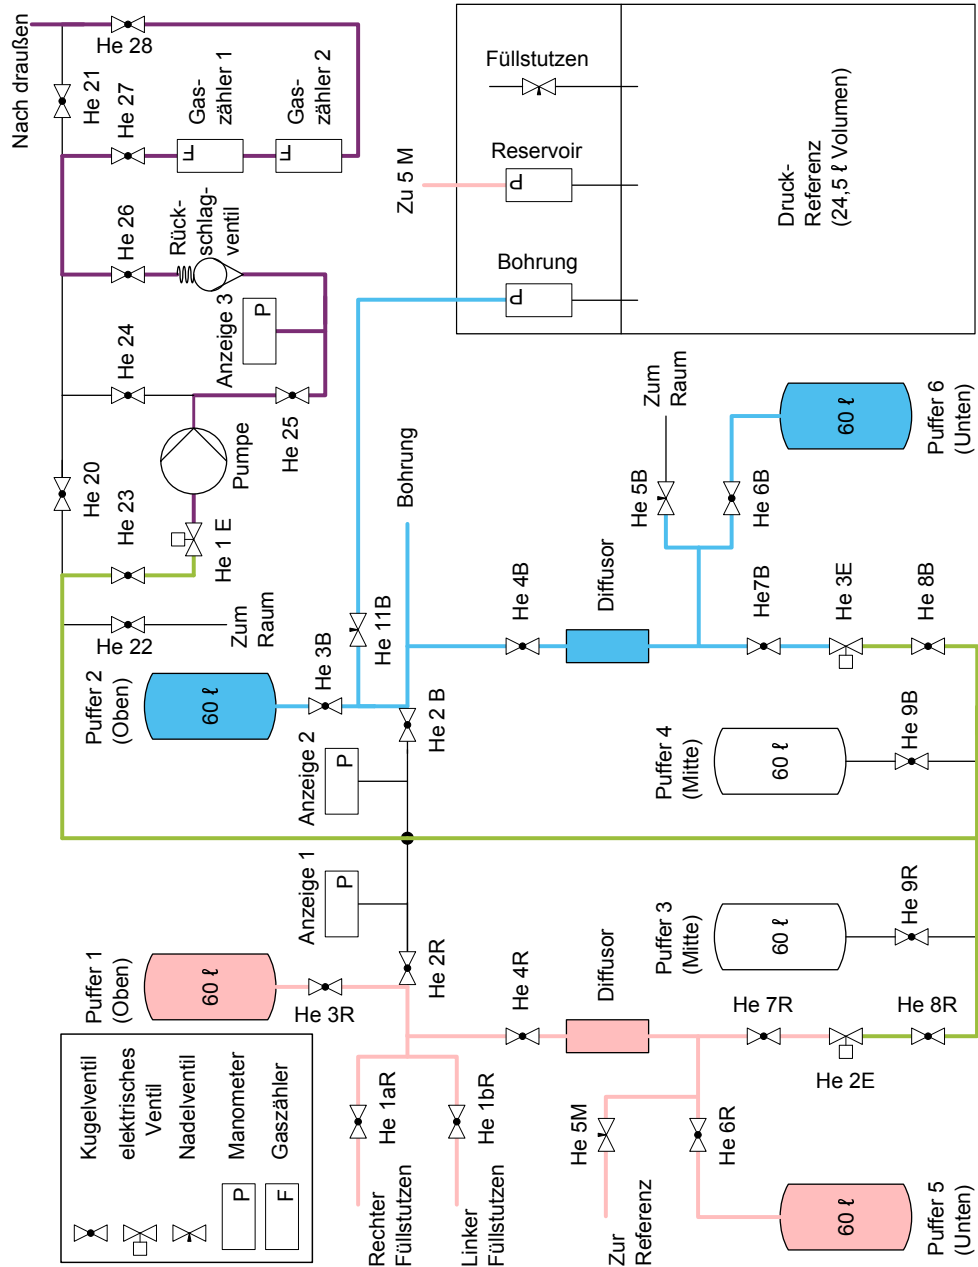 Kugelventil
elektrisches
Ventil
Nadelventil
P
Manometer
F
Gaszähler
Rechter
Füllstutzen
He 1aR
Linker
Füllstutzen
He 1bR
Zur
Referenz
He 5M
He 6R
60 ℓ
Puffer 5
(Unten)
Puffer 1
(Oben)
60 ℓ
He 3R
Anzeige 1
P
He 2R
He 4R
Diffusor
He 7R
He 2E
He 8R
Puffer 3
(Mitte)
60 ℓ
He 9R
Puffer 4
(Mitte)
60 ℓ
He 9B
Puffer 2
(Oben)
60 ℓ
He 3B
Anzeige 2
P
He 2 B
He 11B
Bohrung
He 4B
Diffusor
He7B
He 3E
He 8B
He 5B
Zum
Raum
He 6B
60 ℓ
Puffer 6
(Unten)
He 22
Zum
Raum
He 23
He 1 E
He 20
Pumpe
He 24
He 25
Anzeige 3
P
Rück-
schlag-
ventil
He 26
He 27
He 21
He 28
Nach draußen
F
Gas-
zähler 1
F
Gas-
zähler 2
Bohrung
P
Zu 5 M
Reservoir
P
Füllstutzen
Druck-
Referenz
(24,5 ℓ Volumen)